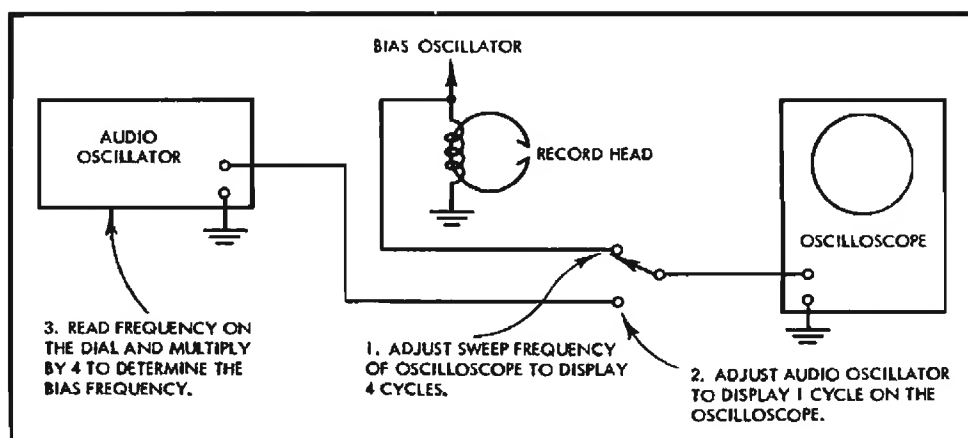 BIAS OSCILLATOR
AUDIO
OSCILLATOR
RECORD HEAD
OSCILLOSCOPE
3. READ FREQUENCY ON
THE DIAL AND MULTIPLY
BY 4 TO DETERMINE THE
BIAS FREQUENCY.
1. ADJUST SWEEP FREQUENCY
OF OSCILLOSCOPE TO DISPLAY
4 CYCLES.
2. ADJUST AUDIO OSCILLATOR
TO DISPLAY 1 CYCLE ON THE
OSCILLOSCOPE.